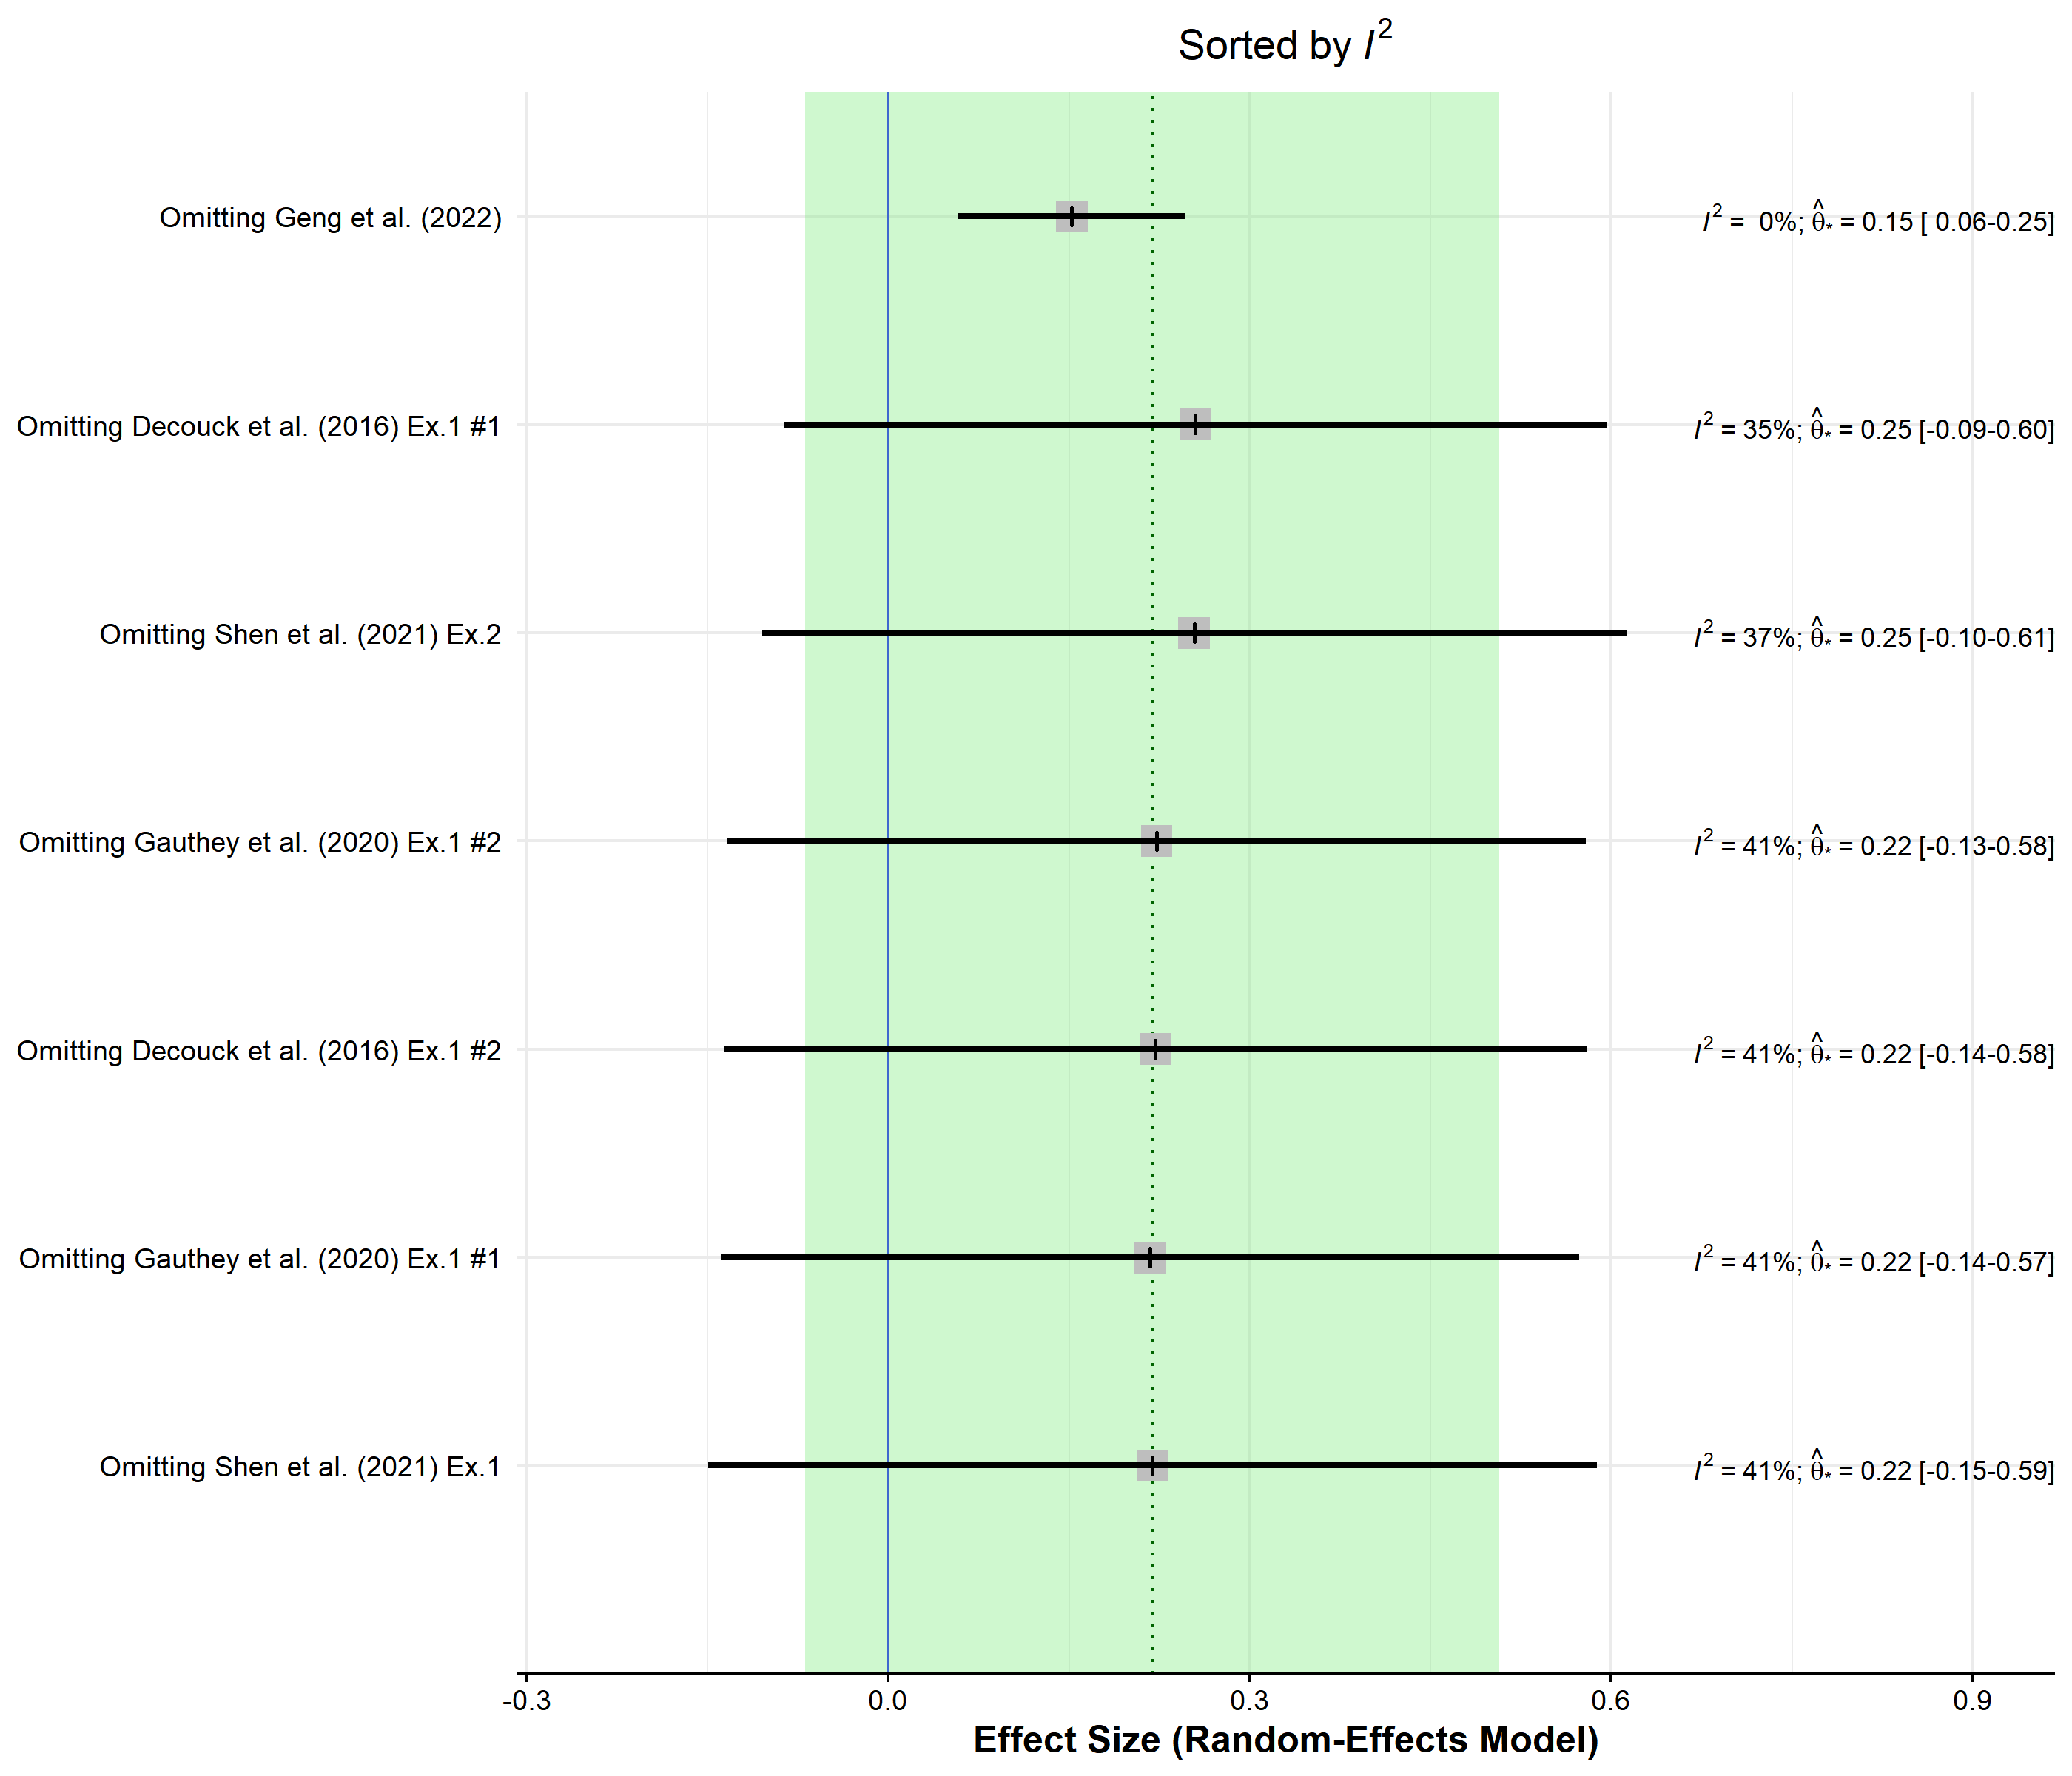 Sorted by I²
Omitting Geng et al. (2022) I² = 0%; θ̂* = 0.15 [ 0.06-0.25]
Omitting Decouck et al. (2016) Ex.1 #1 I² = 35%; θ̂* = 0.25 [-0.09-0.60]
Omitting Shen et al. (2021) Ex.2 I² = 37%; θ̂* = 0.25 [-0.10-0.61]
Omitting Gauthey et al. (2020) Ex.1 #2 I² = 41%; θ̂* = 0.22 [-0.13-0.58]
Omitting Decouck et al. (2016) Ex.1 #2 I² = 41%; θ̂* = 0.22 [-0.14-0.58]
Omitting Gauthey et al. (2020) Ex.1 #1 I² = 41%; θ̂* = 0.22 [-0.14-0.57]
Omitting Shen et al. (2021) Ex.1 I² = 41%; θ̂* = 0.22 [-0.15-0.59]
-0.3 0.0 0.3 0.6 0.9
Effect Size (Random-Effects Model)